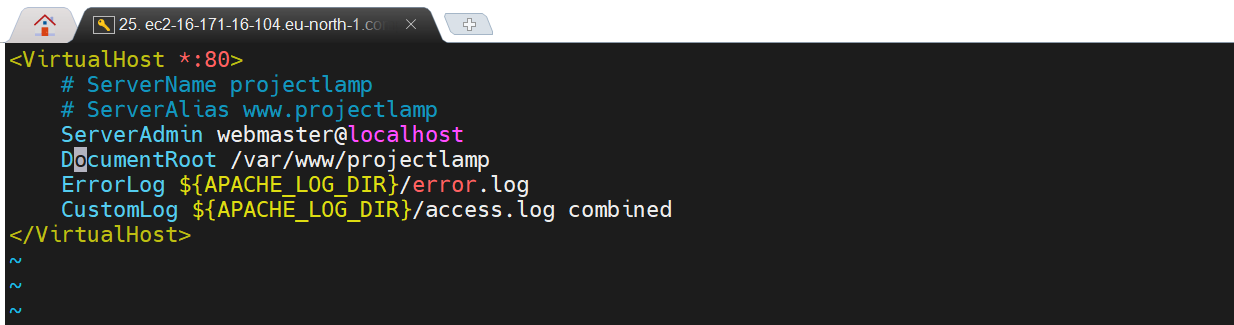 25. ec2-16-171-16-104.eu-north-1.co
<VirtualHost *:80>
# ServerName projectlamp
# ServerAlias www.projectlamp
ServerAdmin webmaster@localhost
DocumentRoot /var/www/projectlamp
ErrorLog ${APACHE_LOG_DIR}/error.log
CustomLog ${APACHE_LOG_DIR}/access.log combined
</VirtualHost>
~
~
~